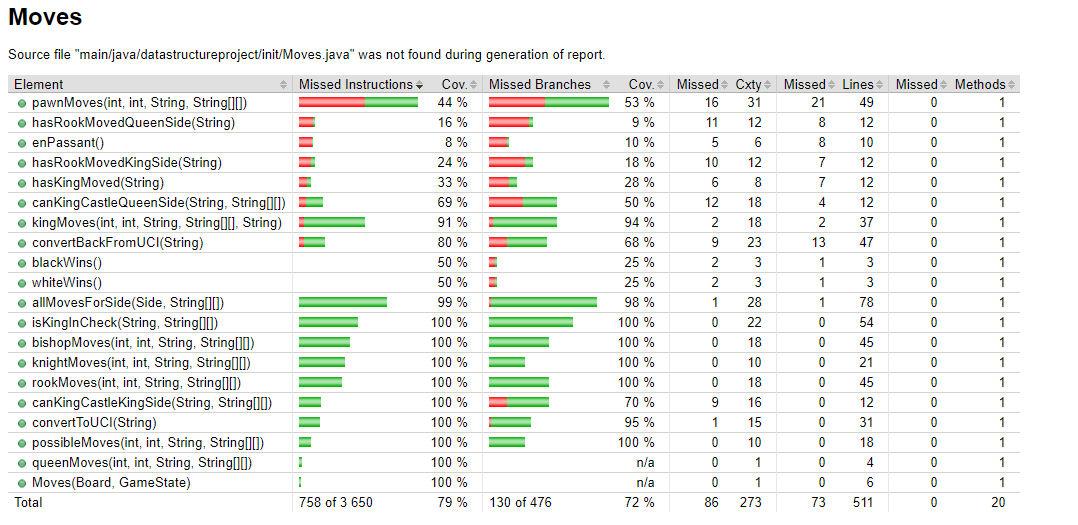 Moves
Source file "main/java/datastructureproject/init/Moves.java" was not found during generation of report.
Element Missed Instructions Cov. Missed Branches Cov. Missed Cxty Missed Lines Missed Methods
pawnMoves(int, int, String, String[][]) 44 % 53 % 16 31 21 49 0 1
hasRookMovedQueenSide(String) 16 % 9 % 11 12 8 12 0 1
enPassant() 8 % 10 % 5 6 8 10 0 1
hasRookMovedKingSide(String) 24 % 18 % 10 12 7 12 0 1
hasKingMoved(String) 33 % 28 % 6 8 7 12 0 1
canKingCastleQueenSide(String, String[][]) 69 % 50 % 12 18 4 12 0 1
kingMoves(int, int, String, String[][], String) 91 % 94 % 2 18 2 37 0 1
convertBackFromUCI(String) 80 % 68 % 9 23 13 47 0 1
blackWins() 50 % 25 % 2 3 1 3 0 1
whiteWins() 50 % 25 % 2 3 1 3 0 1
allMovesForSide(Side, String[][]) 99 % 98 % 1 28 1 78 0 1
isKingInCheck(String, String[][]) 100 % 100 % 0 22 0 54 0 1
bishopMoves(int, int, String, String[][]) 100 % 100 % 0 18 0 45 0 1
knightMoves(int, int, String, String[][]) 100 % 100 % 0 10 0 21 0 1
rookMoves(int, int, String, String[][]) 100 % 100 % 0 18 0 45 0 1
canKingCastleKingSide(String, String[][]) 100 % 70 % 9 16 0 12 0 1
convertToUCI(String) 100 % 95 % 1 15 0 31 0 1
possibleMoves(int, int, String, String[][]) 100 % 100 % 0 10 0 18 0 1
queenMoves(int, int, String, String[][]) 100 % n/a 0 1 0 4 0 1
Moves(Board, GameState) 100 % n/a 0 1 0 6 0 1
Total 758 of 3 650 79 % 130 of 476 72 % 86 273 73 511 0 20